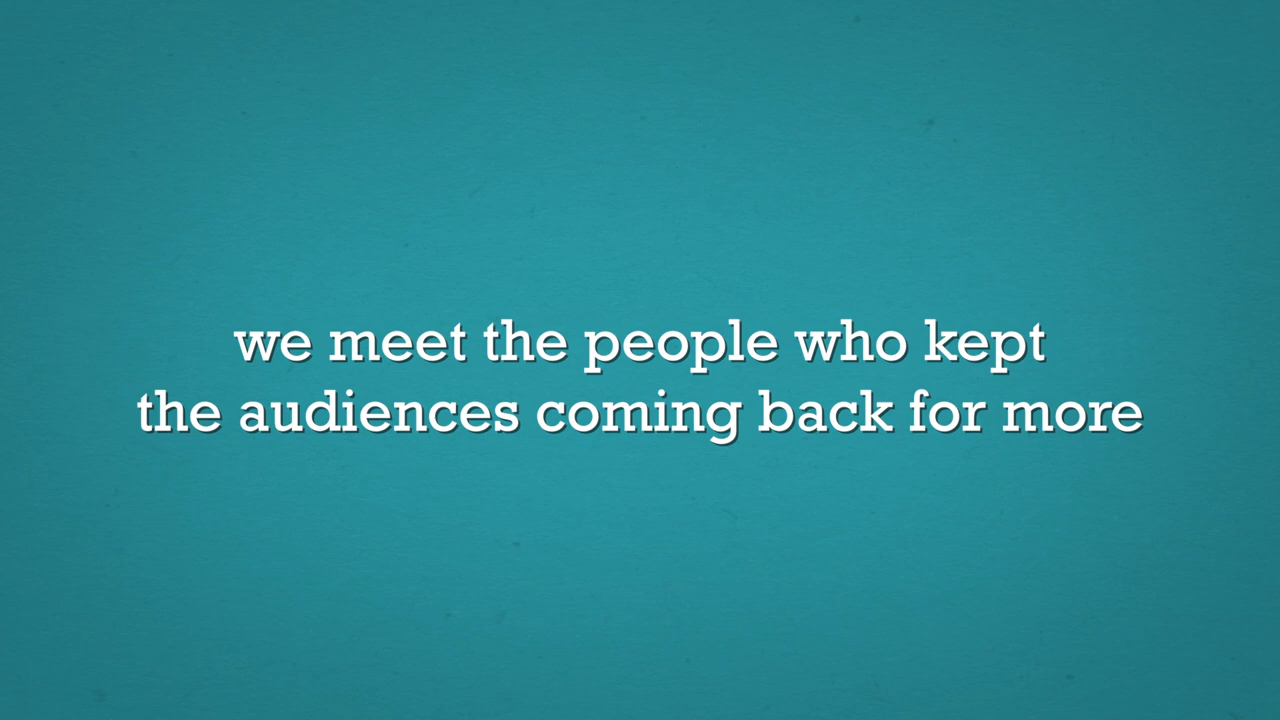 we meet the people who kept
the audiences coming back for more